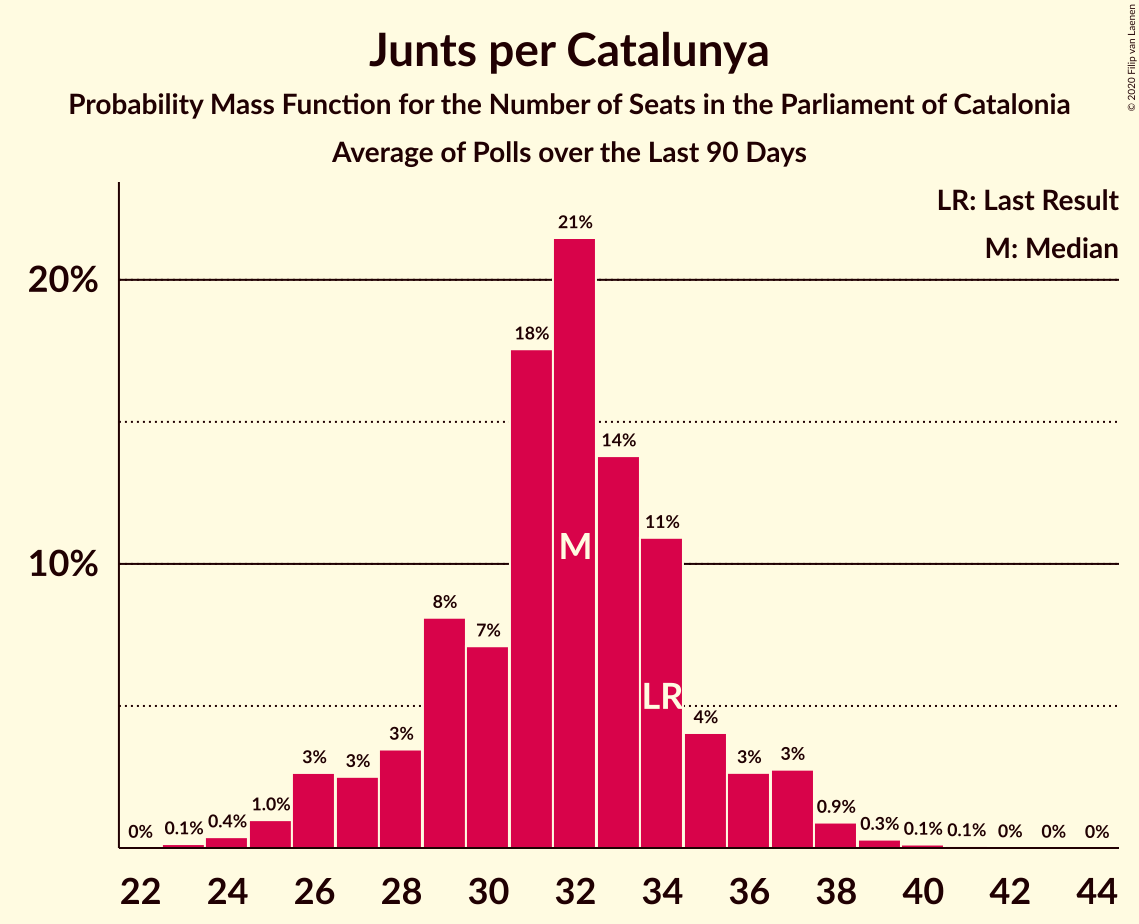 Junts per Catalunya
Probability Mass Function for the Number of Seats in the Parliament of Catalonia
Average of Polls over the Last 90 Days
© 2020 Filip van Laenen
LR: Last Result
M: Median
20%
10%
0% 0.1% 0.4% 1.0% 3% 3% 3% 8% 7% 18% 21% 14% 11% 4% 3% 3% 0.9% 0.3% 0.1% 0.1% 0% 0% 0%
M
LR
22 24 26 28 30 32 34 36 38 40 42 44